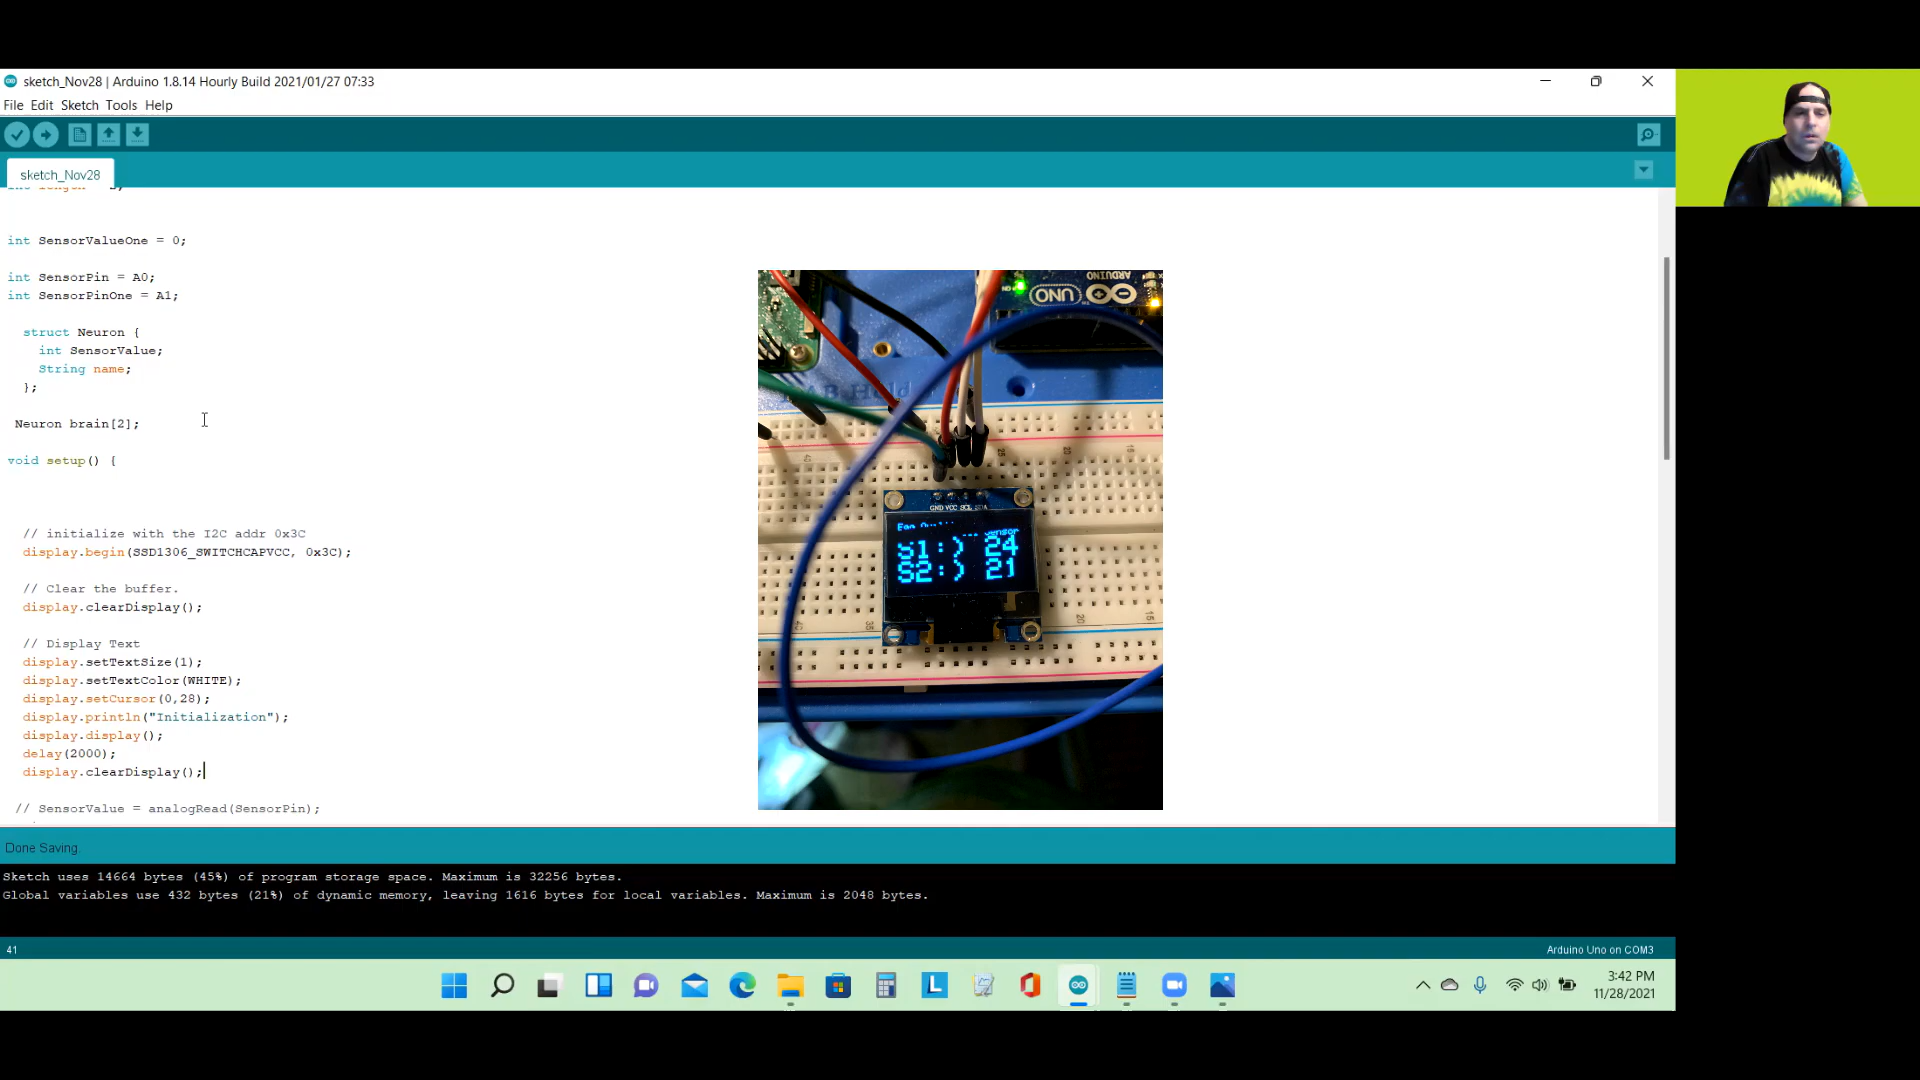 sketch_Nov28 | Arduino 1.8.14 Hourly Build 2021/01/27 07:33
File Edit Sketch Tools Help
sketch_Nov28
int SensorValueOne = 0;
int SensorPin = A0;
int SensorPinOne = A1;
struct Neuron {
int SensorValue;
String name;
};
Neuron brain[2];
void setup() {
// initialize with the I2C addr 0x3C
display.begin(SSD1306_SWITCHCAPVCC, 0x3C);
// Clear the buffer.
display.clearDisplay();
// Display Text
display.setTextSize(1);
display.setTextColor(WHITE);
display.setCursor(0,28);
display.println("Initialization");
display.display();
delay(2000);
display.clearDisplay();
// SensorValue = analogRead(SensorPin);
ARDUINO
UNO
GND VCC SCL SDA
Sensor
S1:) 24
S2:) 21
Done Saving.
Sketch uses 14664 bytes (45%) of program storage space. Maximum is 32256 bytes.
Global variables use 432 bytes (21%) of dynamic memory, leaving 1616 bytes for local variables. Maximum is 2048 bytes.
41
Arduino Uno on COM3
L
3:42 PM
11/28/2021